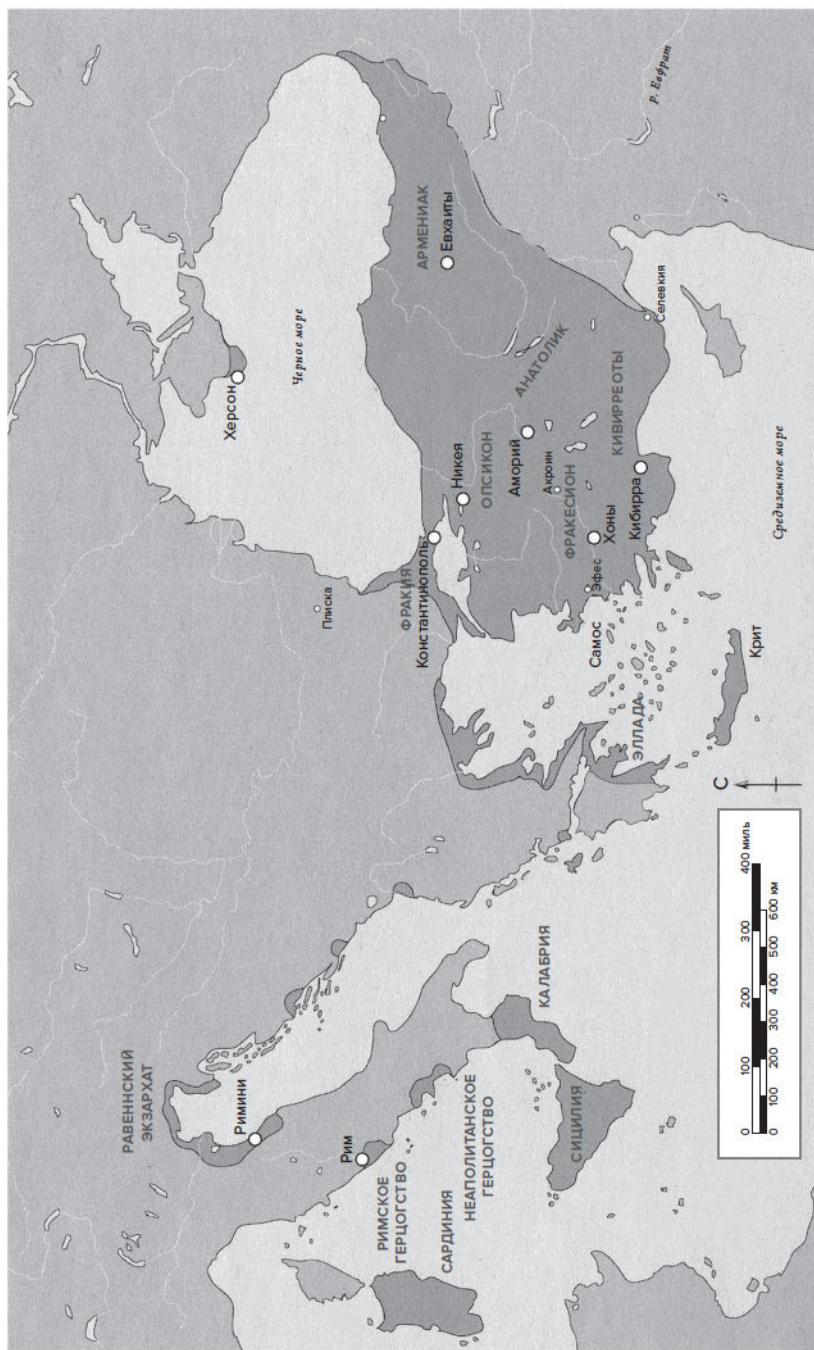 РАВЕННСКИЙ
ЭКЗАРХАТ
Римини
Рим
РИМСКОЕ
ГЕРЦОГСТВО
САРДИНИЯ
НЕАПОЛИТАНСКОЕ
ГЕРЦОГСТВО
СИЦИЛИЯ
КАЛАБРИЯ
Херсон
Черное море
Плиска
ФРАКИЯ
Константинополь
Никея
ОПСИКОН
АРМЕНИАК
Евхаиты
р. Евфрат
Аморий
АНАТОЛИК
Акроин
ФРАКЕСИОН
Хоны
Эфес
Самос
КИВИРРЕОТЫ
Кибирра
Селевкия
ЭЛЛАДА
Крит
Средиземное море
С
0 100 200 300 400 миль
0 100 200 300 400 500 600 км